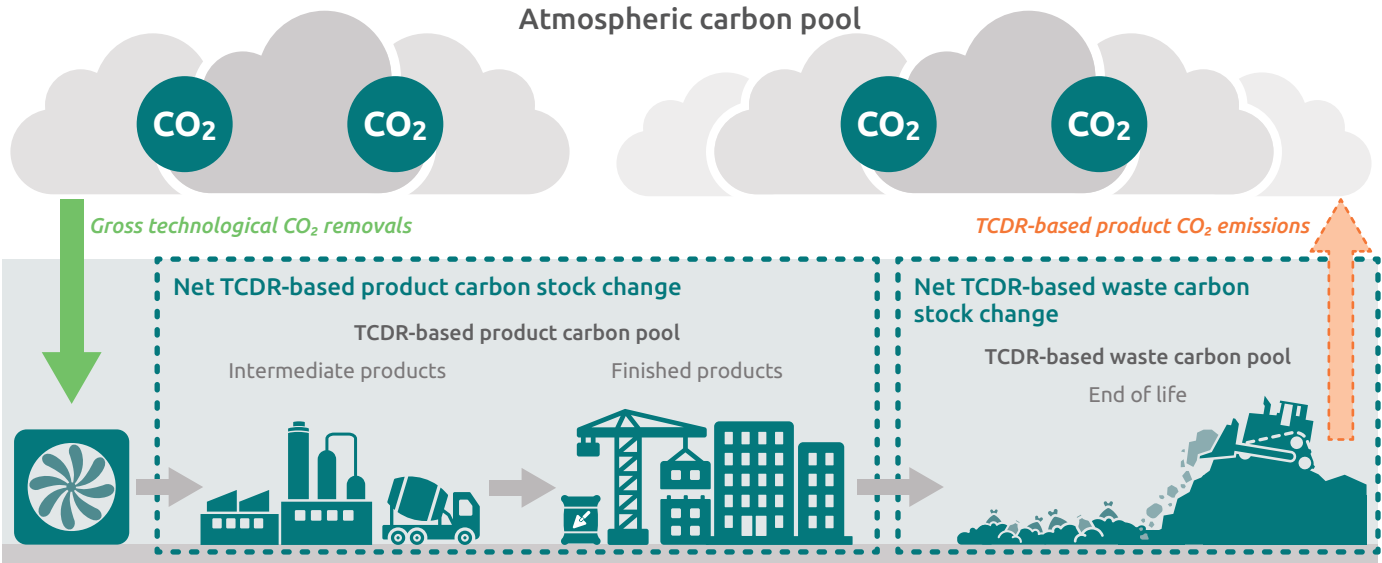 Atmospheric carbon pool
CO₂
CO₂
CO₂
CO₂
Gross technological CO₂ removals
TCDR-based product CO₂ emissions
Net TCDR-based product carbon stock change
TCDR-based product carbon pool
Intermediate products
Finished products
Net TCDR-based waste carbon
stock change
TCDR-based waste carbon pool
End of life